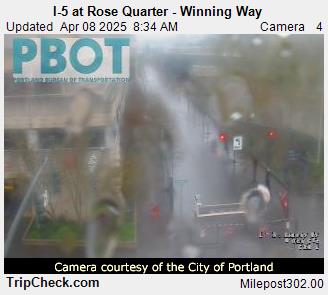 I-5 at Rose Quarter - Winning Way
Updated Apr 08 2025 8:34 AM Camera 4
PBOT
PORTLAND BUREAU OF TRANSPORTATION
Camera courtesy of the City of Portland
TripCheck.com Milepost302.00